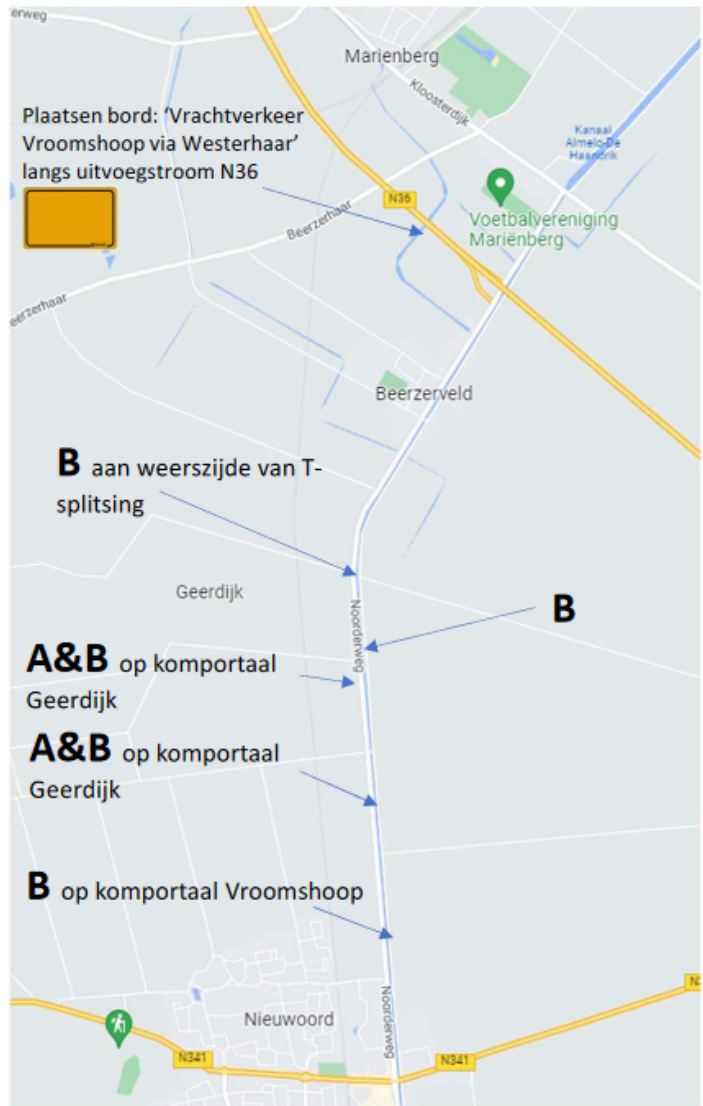 erweg
Marienberg
Kloosterdijk
Plaatsen bord: ‘Vrachtverkeer
Vroomshoop via Westerhaar’
langs uitvoegstroom N36
Kanaal
Almelo-De
Haandrik
N36
Voetbalvereniging
Mariënberg
Beerzerhaar
eerzerhaar
Beerzerveld
B aan weerszijde van T-
splitsing
Geerdijk
B
Noorderweg
A&B op komportaal
Geerdijk
A&B op komportaal
Geerdijk
B op komportaal Vroomshoop
Nieuwoord
Noorderweg
N341
N341